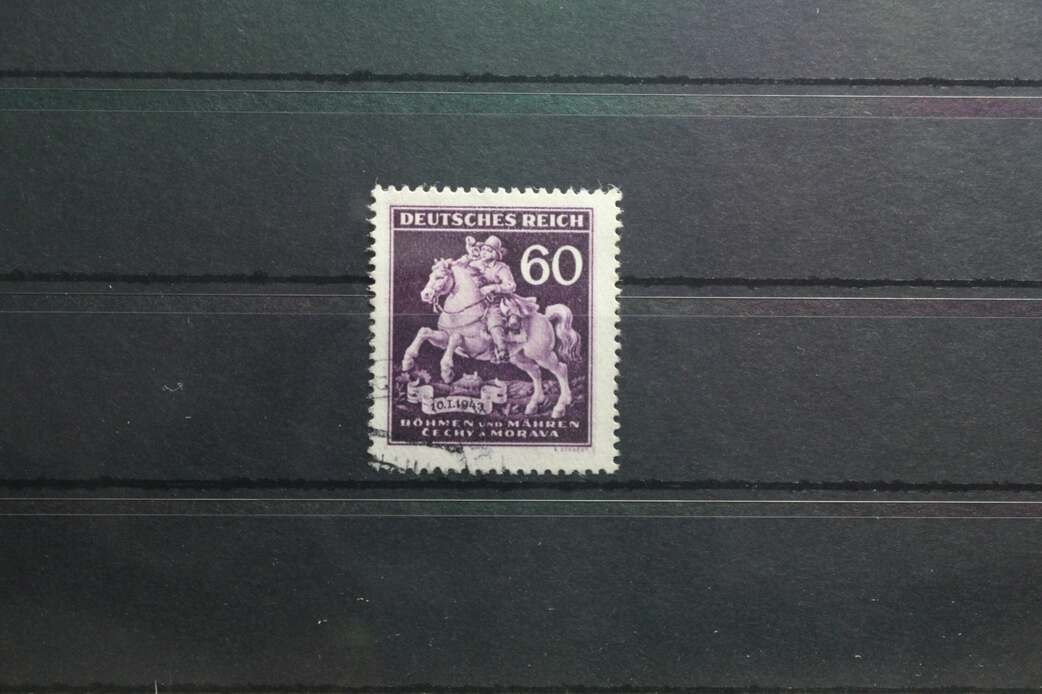 DEUTSCHES REICH
60
10.I.1943
BÖHMEN UND MÄHREN
ČECHY A MORAVA